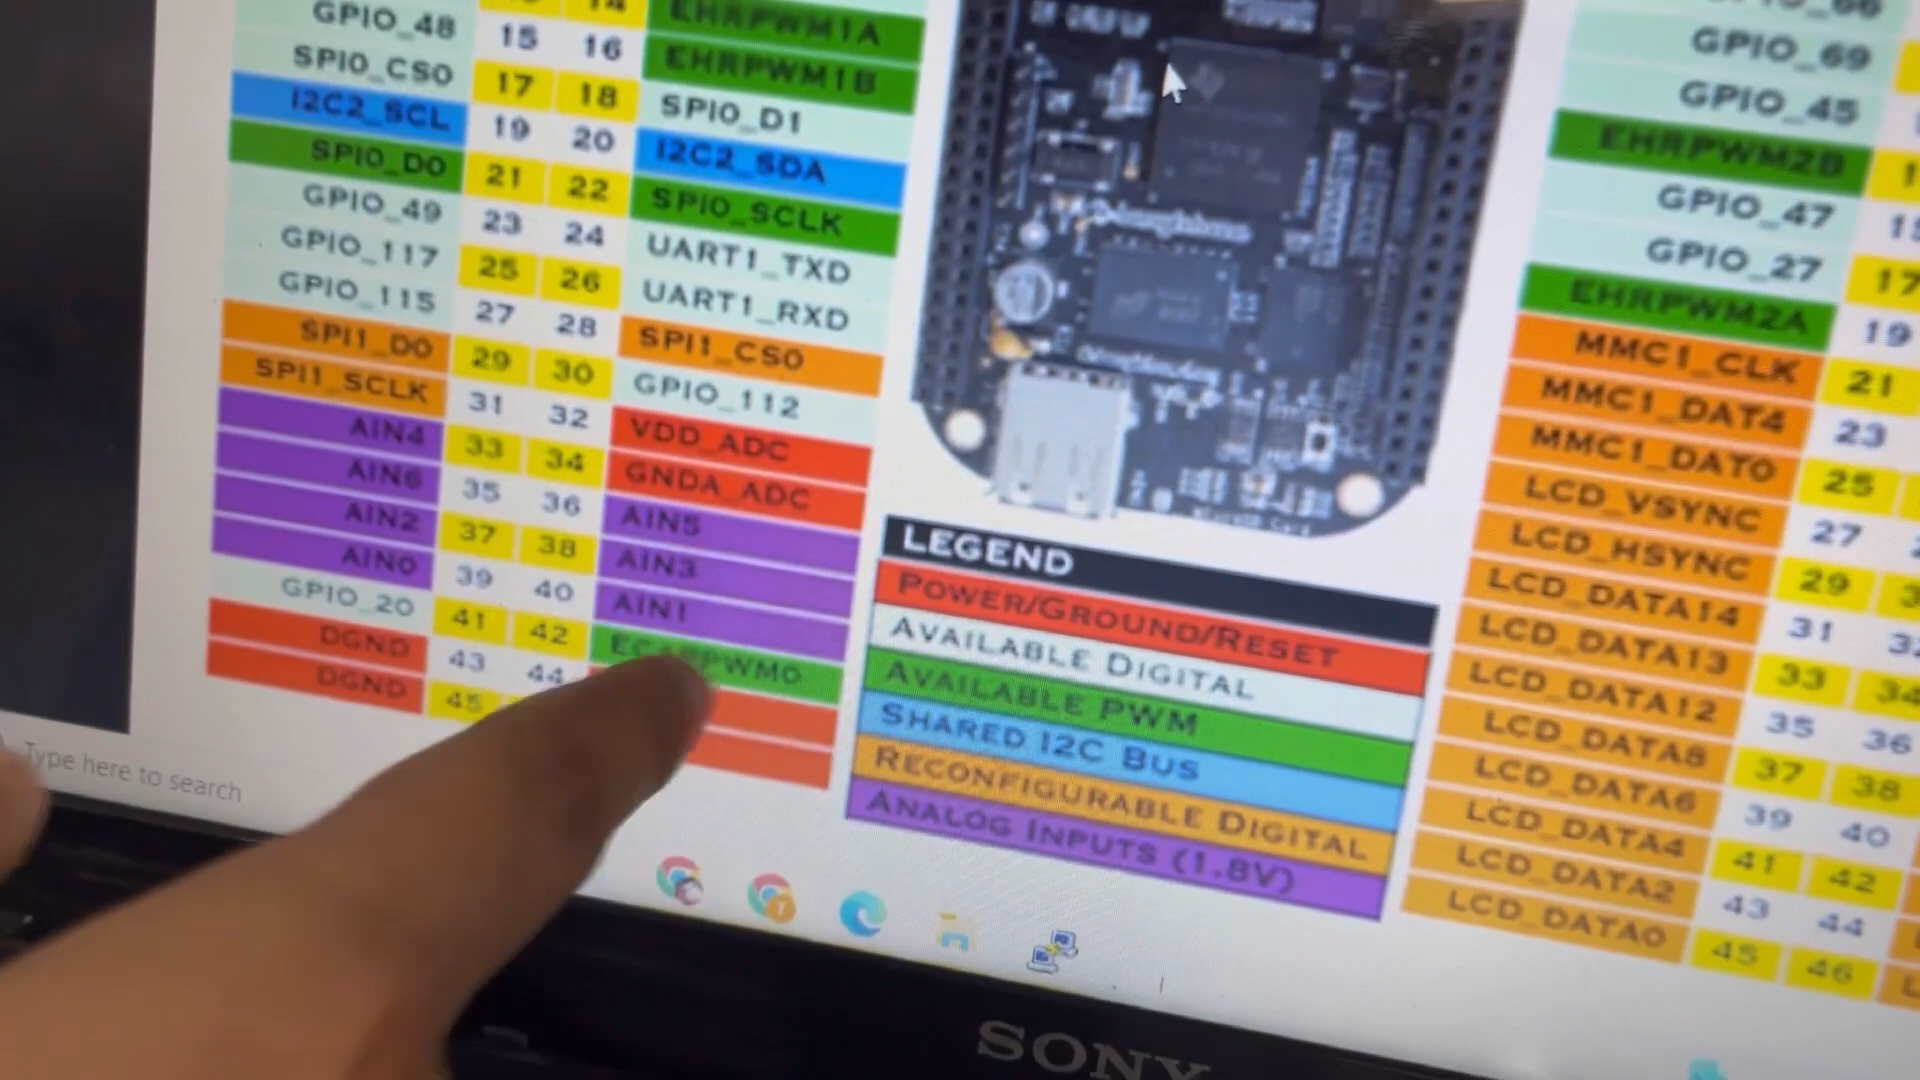 GPIO_48 15 16 EHRPWM1A
SPI0_CS0 17 18 EHRPWM1B
I2C2_SCL 19 20 SPI0_D1
SPI0_D0 21 22 I2C2_SDA
GPIO_49 23 24 SPI0_SCLK
GPIO_117 25 26 UART1_TXD
GPIO_115 27 28 UART1_RXD
SPI1_D0 29 30 SPI1_CS0
SPI1_SCLK 31 32 GPIO_112
AIN4 33 34 VDD_ADC
AIN6 35 36 GNDA_ADC
AIN2 37 38 AIN5
AIN0 39 40 AIN3
GPIO_20 41 42 AIN1
DGND 43 44
DGND 45
LEGEND
POWER/GROUND/RESET
AVAILABLE DIGITAL
AVAILABLE PWM
SHARED I2C BUS
RECONFIGURABLE DIGITAL
ANALOG INPUTS (1.8V)
GPIO_66
GPIO_69
GPIO_45
EHRPWM2B
GPIO_47
GPIO_27 17
EHRPWM2A 19
MMC1_CLK 21
MMC1_DAT4 23
MMC1_DAT0 25
LCD_VSYNC 27
LCD_HSYNC 29
LCD_DATA14 31
LCD_DATA13 33 34
LCD_DATA12 35 36
LCD_DATA8 37 38
LCD_DATA6 39 40
LCD_DATA4 41 42
LCD_DATA2 43 44
LCD_DATA0 45 46
Type here to search
SONY